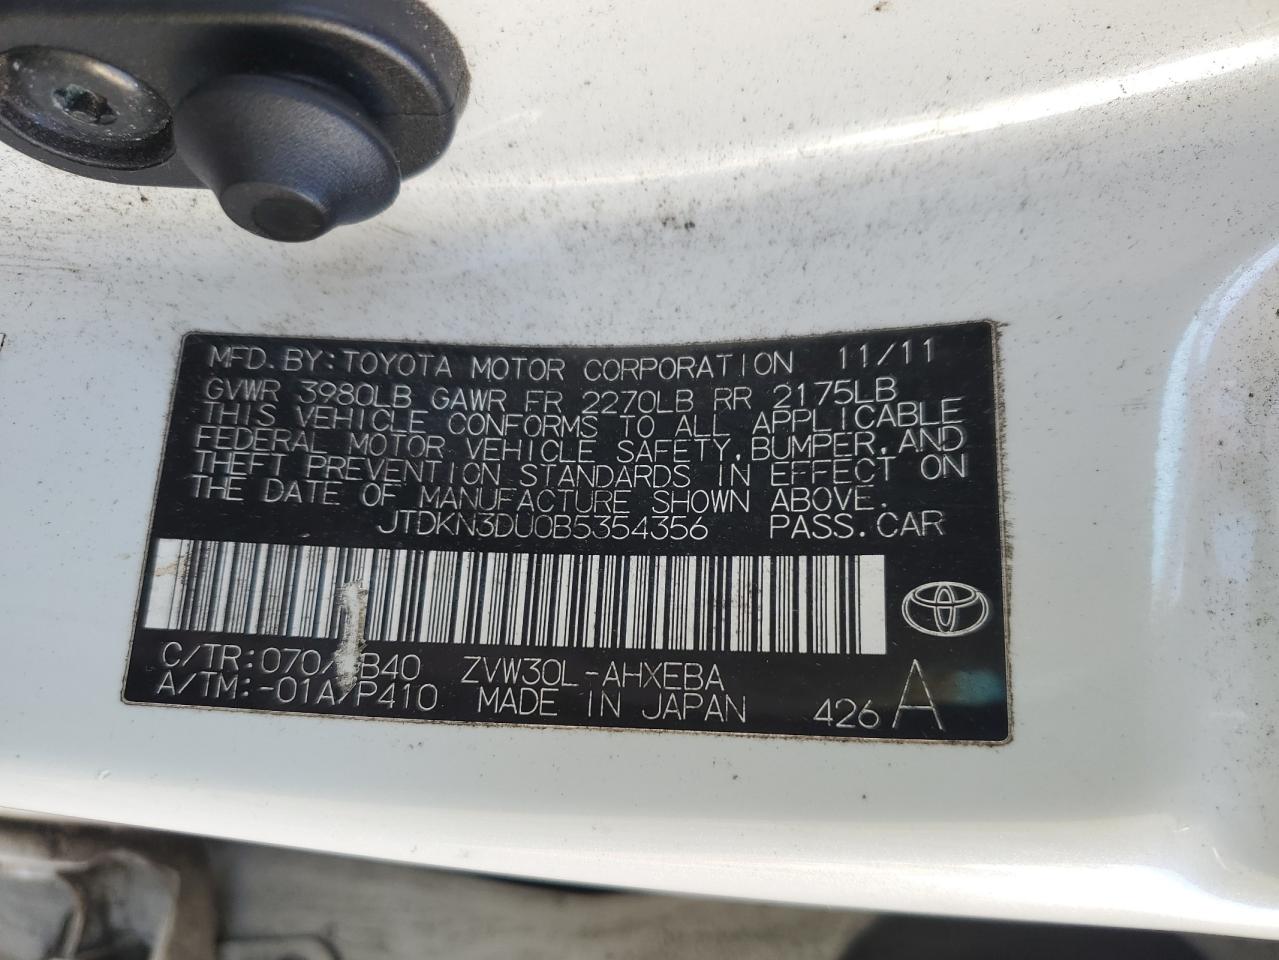 MFD. BY: TOYOTA MOTOR CORPORATION 11/11
GVWR 3980LB GAWR FR 2270LB RR 2175LB
THIS VEHICLE CONFORMS TO ALL APPLICABLE
FEDERAL MOTOR VEHICLE SAFETY, BUMPER, AND
THEFT PREVENTION STANDARDS IN EFFECT ON
THE DATE OF MANUFACTURE SHOWN ABOVE.
JTDKN3DU0B5354356 PASS. CAR
C/TR: 070/ B40 ZVW30L-AHXEBA
A/TM: -01A/P410 MADE IN JAPAN 426 A